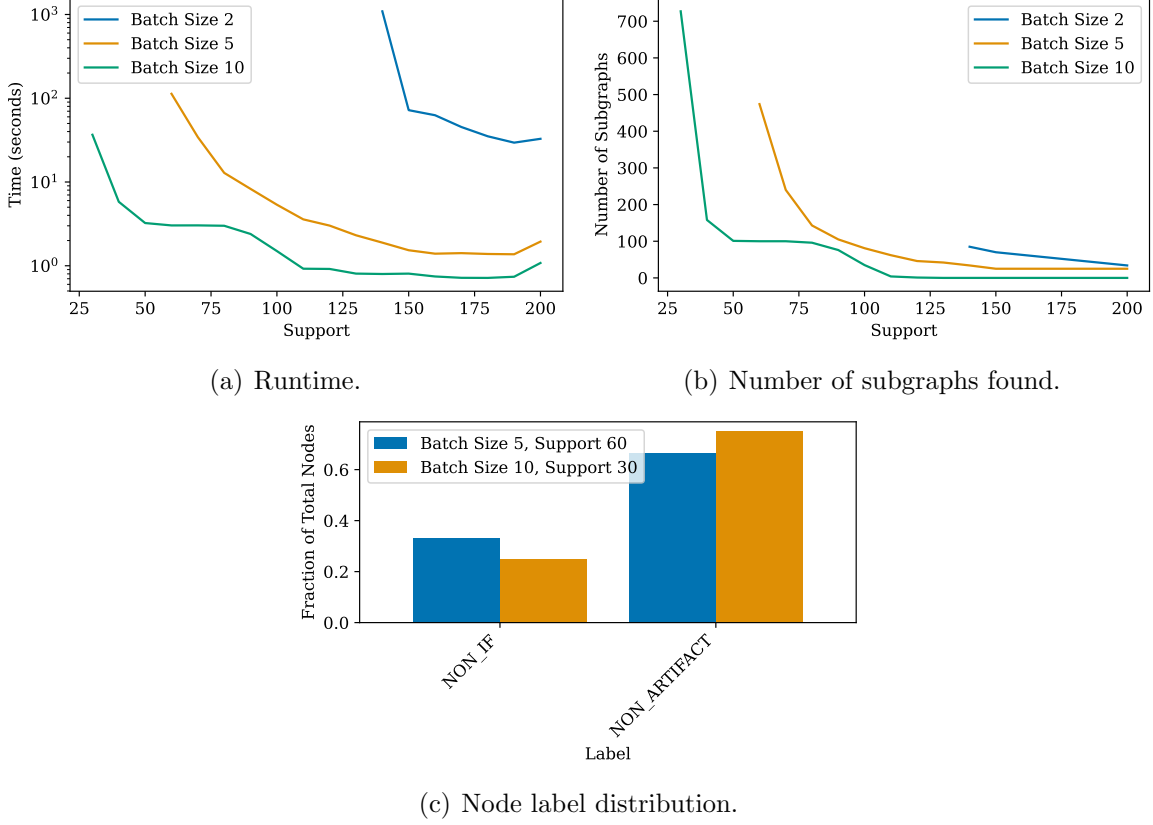 10³
10²
10¹
10⁰
Time (seconds)
Batch Size 2
Batch Size 5
Batch Size 10
25 50 75 100 125 150 175 200
Support
(a) Runtime.
700
600
500
400
300
200
100
0
Number of Subgraphs
Batch Size 2
Batch Size 5
Batch Size 10
25 50 75 100 125 150 175 200
Support
(b) Number of subgraphs found.
0.6
0.4
0.2
0.0
Fraction of Total Nodes
Batch Size 5, Support 60
Batch Size 10, Support 30
NON_IF
NON_ARTIFACT
Label
(c) Node label distribution.